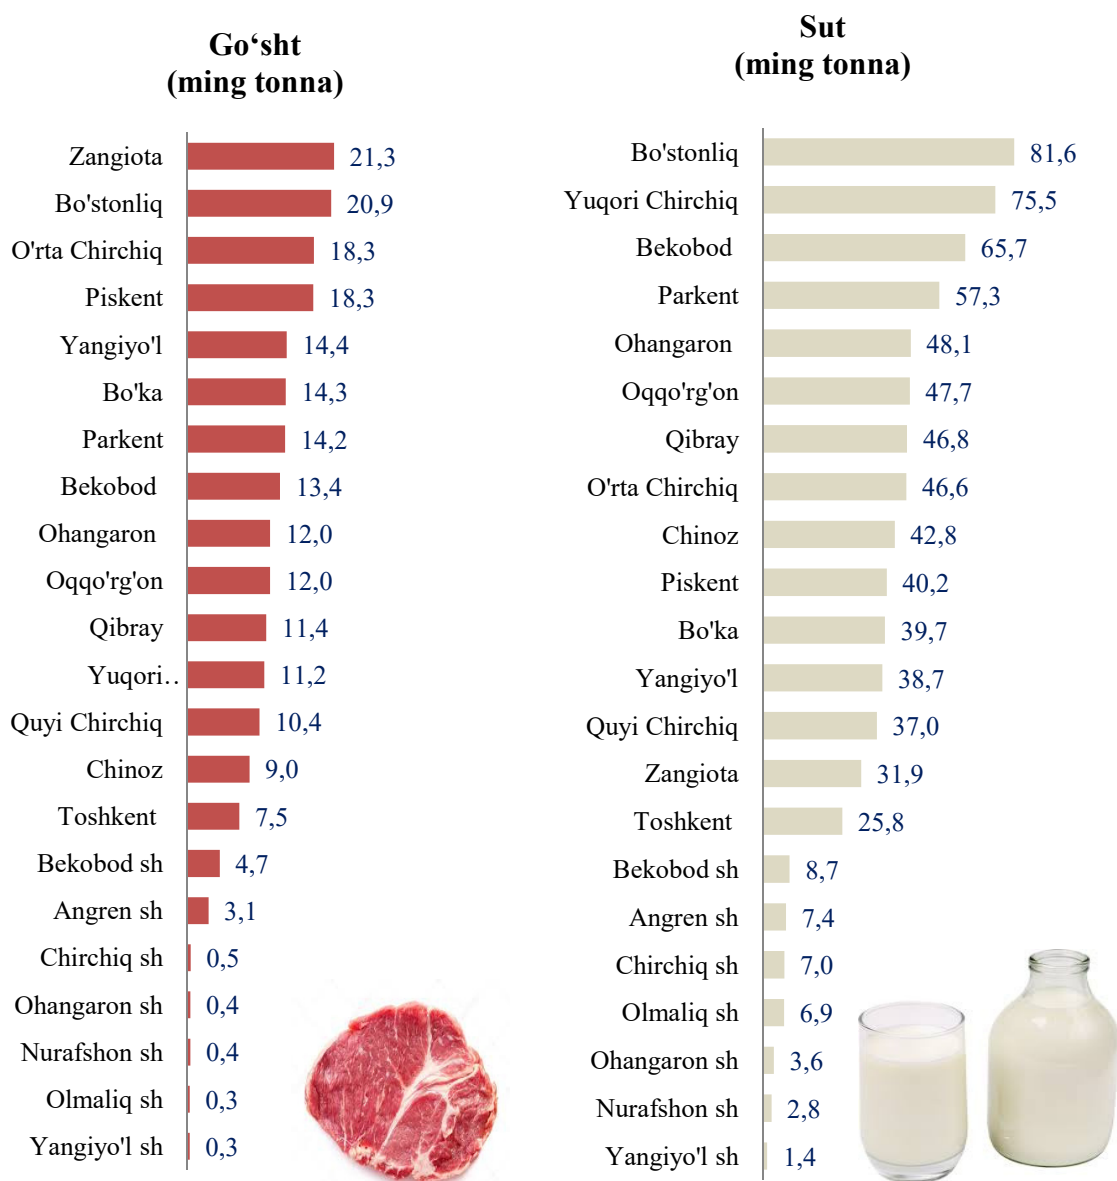 Go‘sht
(ming tonna)
Zangiota 21,3
Bo'stonliq 20,9
O'rta Chirchiq 18,3
Piskent 18,3
Yangiyo'l 14,4
Bo'ka 14,3
Parkent 14,2
Bekobod 13,4
Ohangaron 12,0
Oqqo'rg'on 12,0
Qibray 11,4
Yuqori.. 11,2
Quyi Chirchiq 10,4
Chinoz 9,0
Toshkent 7,5
Bekobod sh 4,7
Angren sh 3,1
Chirchiq sh 0,5
Ohangaron sh 0,4
Nurafshon sh 0,4
Olmaliq sh 0,3
Yangiyo'l sh 0,3
Sut
(ming tonna)
Bo'stonliq 81,6
Yuqori Chirchiq 75,5
Bekobod 65,7
Parkent 57,3
Ohangaron 48,1
Oqqo'rg'on 47,7
Qibray 46,8
O'rta Chirchiq 46,6
Chinoz 42,8
Piskent 40,2
Bo'ka 39,7
Yangiyo'l 38,7
Quyi Chirchiq 37,0
Zangiota 31,9
Toshkent 25,8
Bekobod sh 8,7
Angren sh 7,4
Chirchiq sh 7,0
Olmaliq sh 6,9
Ohangaron sh 3,6
Nurafshon sh 2,8
Yangiyo'l sh 1,4